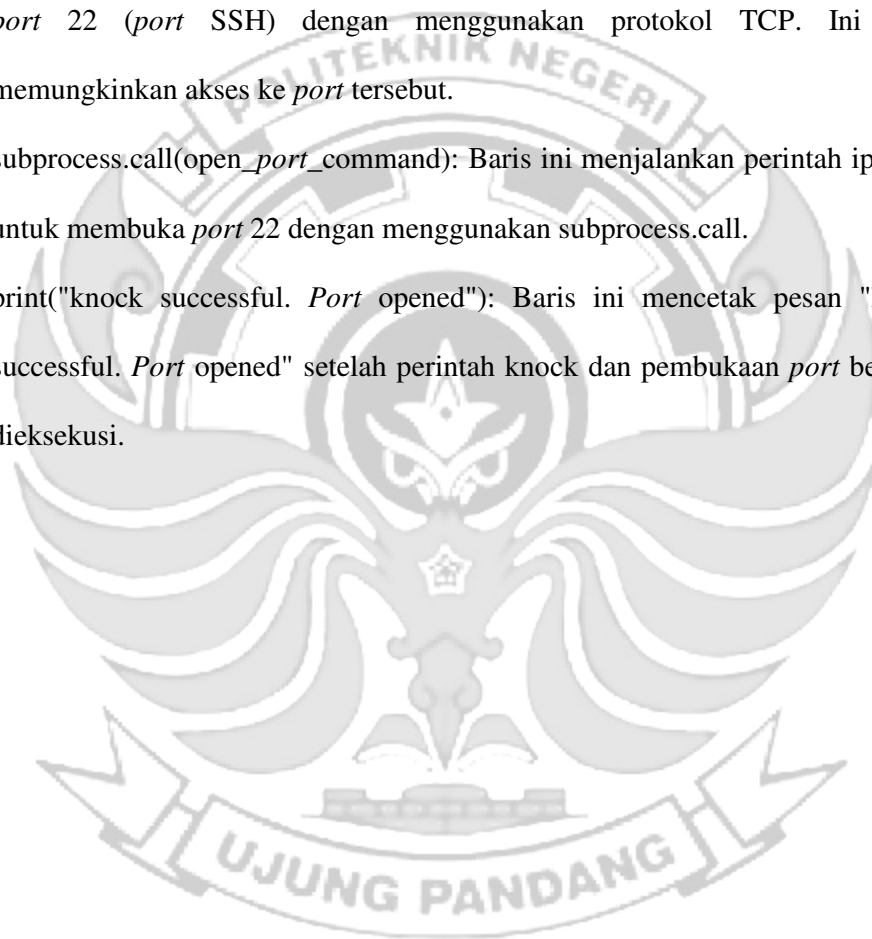 port 22 (port SSH) dengan menggunakan protokol TCP. Ini
memungkinkan akses ke port tersebut.
subprocess.call(open_port_command): Baris ini menjalankan perintah ip
untuk membuka port 22 dengan menggunakan subprocess.call.
print("knock successful. Port opened"): Baris ini mencetak pesan "
successful. Port opened" setelah perintah knock dan pembukaan port be
dieksekusi.
POLITEKNIK NEGERI
UJUNG PANDANG